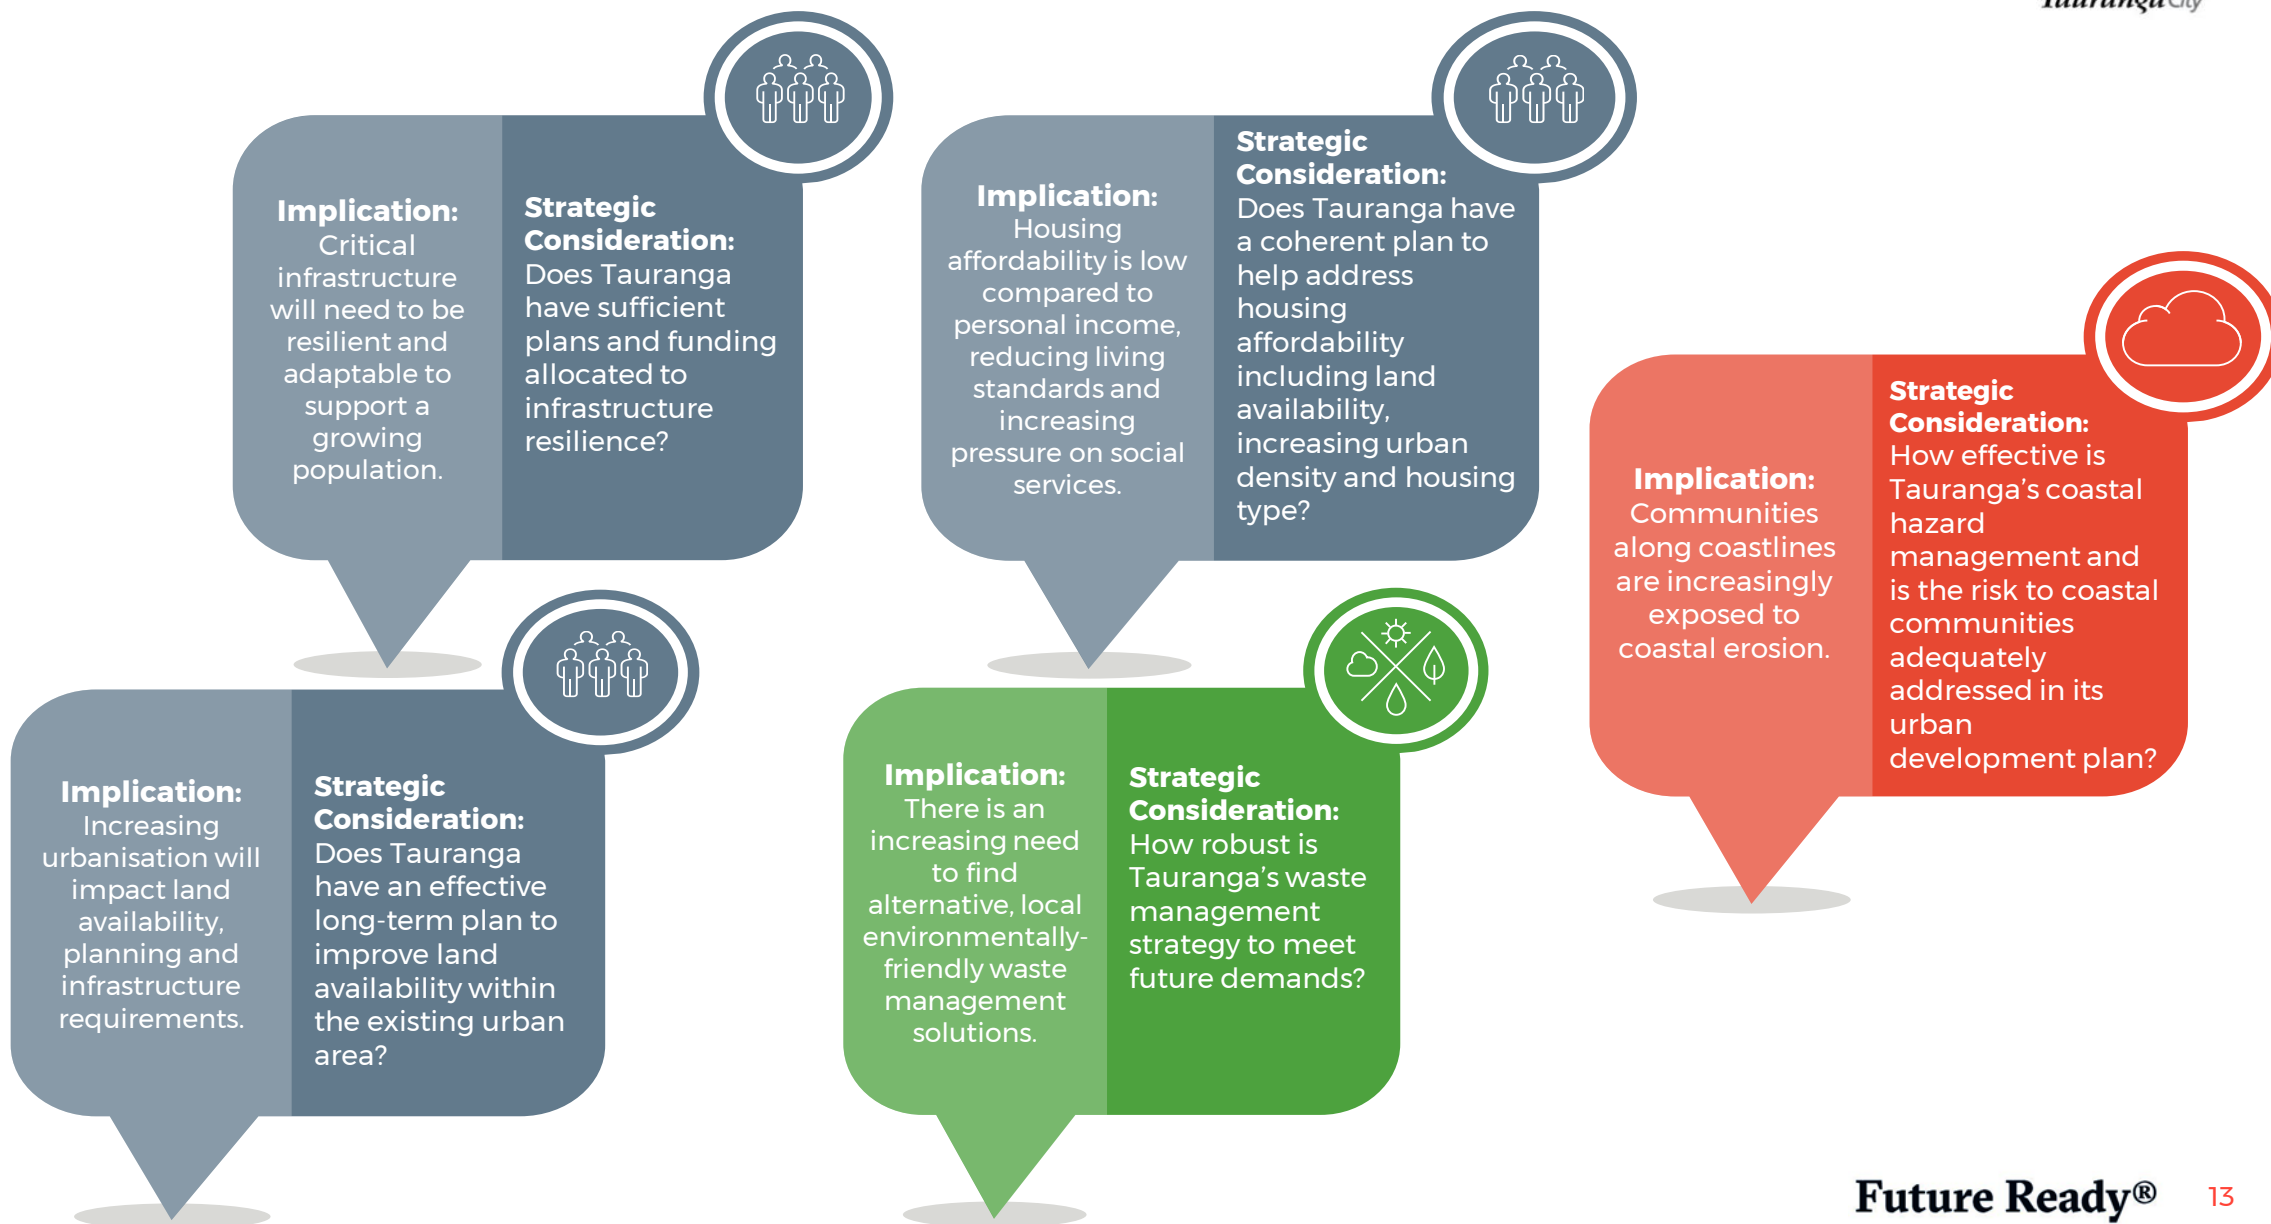 Tauranga City
Implication:
Critical
infrastructure
will need to be
resilient and
adaptable to
support a
growing
population.
Strategic
Consideration:
Does Tauranga
have sufficient
plans and funding
allocated to
infrastructure
resilience?
Implication:
Housing
affordability is low
compared to
personal income,
reducing living
standards and
increasing
pressure on social
services.
Strategic
Consideration:
Does Tauranga have
a coherent plan to
help address
housing
affordability
including land
availability,
increasing urban
density and housing
type?
Implication:
Communities
along coastlines
are increasingly
exposed to
coastal erosion.
Strategic
Consideration:
How effective is
Tauranga’s coastal
hazard
management and
is the risk to coastal
communities
adequately
addressed in its
urban
development plan?
Implication:
Increasing
urbanisation will
impact land
availability,
planning and
infrastructure
requirements.
Strategic
Consideration:
Does Tauranga
have an effective
long-term plan to
improve land
availability within
the existing urban
area?
Implication:
There is an
increasing need
to find
alternative, local
environmentally-
friendly waste
management
solutions.
Strategic
Consideration:
How robust is
Tauranga’s waste
management
strategy to meet
future demands?
Future Ready® 13